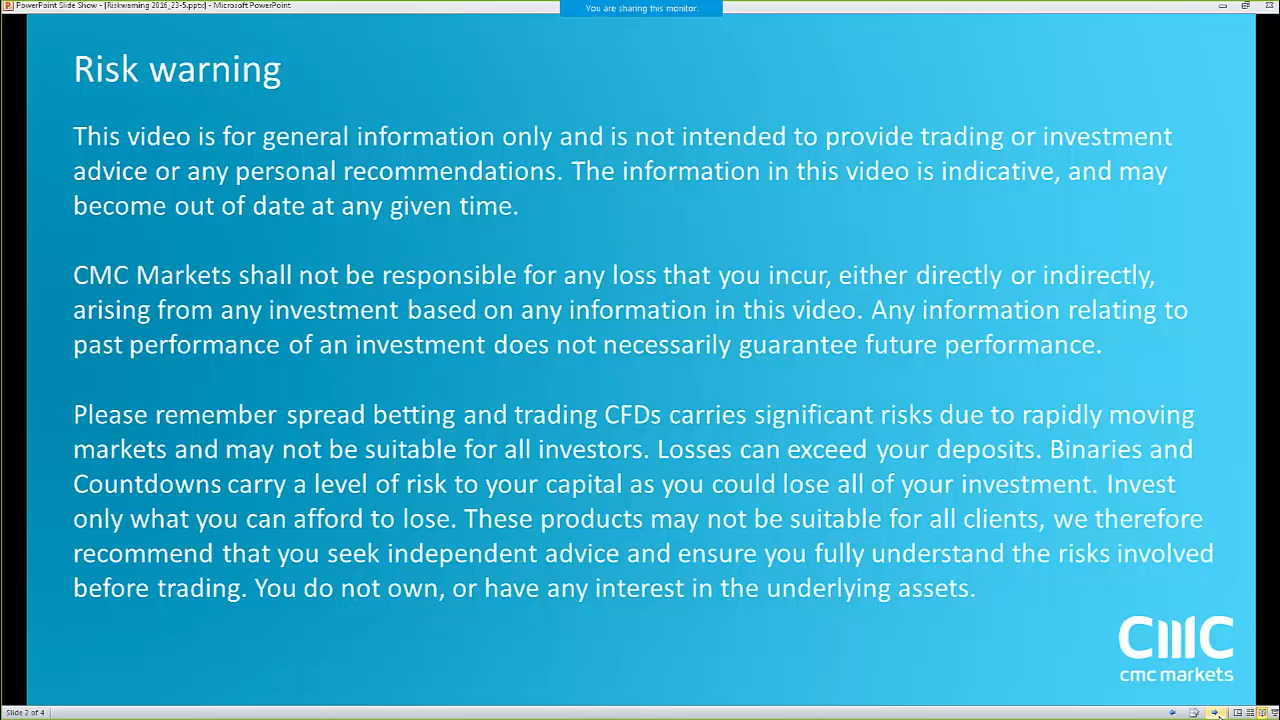 PowerPoint Slide Show - [Riskwarning 2016_23-5.pptx] - Microsoft PowerPoint
You are sharing this monitor.
Risk warning
This video is for general information only and is not intended to provide trading or investment
advice or any personal recommendations. The information in this video is indicative, and may
become out of date at any given time.
CMC Markets shall not be responsible for any loss that you incur, either directly or indirectly,
arising from any investment based on any information in this video. Any information relating to
past performance of an investment does not necessarily guarantee future performance.
Please remember spread betting and trading CFDs carries significant risks due to rapidly moving
markets and may not be suitable for all investors. Losses can exceed your deposits. Binaries and
Countdowns carry a level of risk to your capital as you could lose all of your investment. Invest
only what you can afford to lose. These products may not be suitable for all clients, we therefore
recommend that you seek independent advice and ensure you fully understand the risks involved
before trading. You do not own, or have any interest in the underlying assets.
CMC
cmc markets
Slide 2 of 4